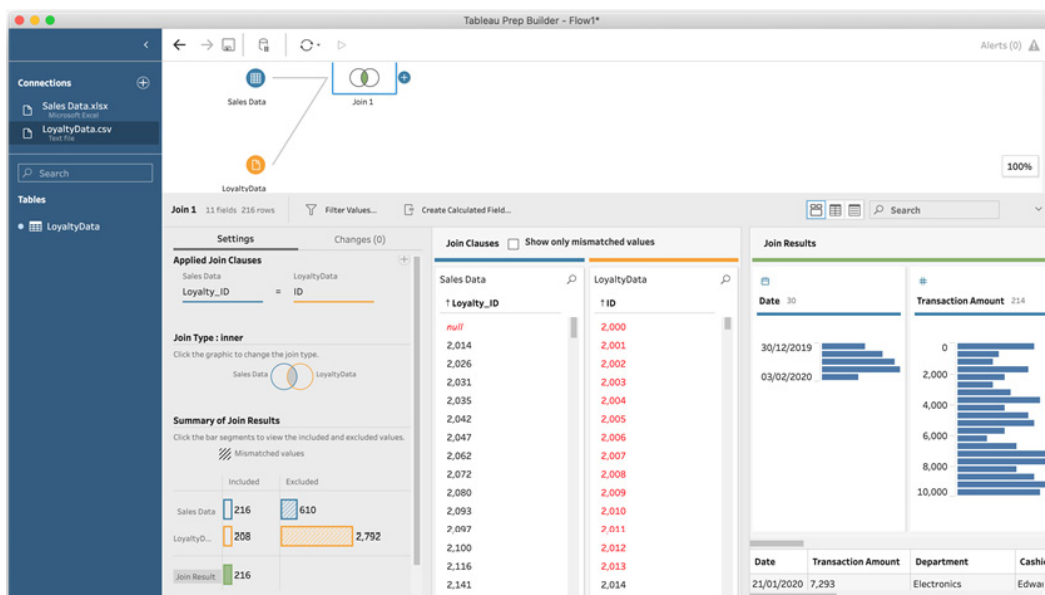 Tableau Prep Builder - Flow1*
Alerts (0)
Connections
Sales Data.xlsx
Microsoft Excel
LoyaltyData.csv
Text File
Search
Tables
LoyaltyData
Sales Data
Join 1
LoyaltyData
100%
Join 1 11 fields 216 rows Filter Values... Create Calculated Field... Search
Settings Changes (0)
Applied Join Clauses
Sales Data LoyaltyData
Loyalty_ID = ID
Join Type : inner
Click the graphic to change the join type.
Sales Data LoyaltyData
Summary of Join Results
Click the bar segments to view the included and excluded values.
Mismatched values
Included Excluded
Sales Data 216 610
LoyaltyD... 208 2,792
Join Result 216
Join Clauses Show only mismatched values
Sales Data LoyaltyData
Loyalty_ID ID
null 2,000
2,014 2,001
2,026 2,002
2,031 2,003
2,035 2,004
2,042 2,005
2,047 2,006
2,062 2,007
2,072 2,008
2,080 2,009
2,093 2,010
2,097 2,011
2,100 2,012
2,116 2,013
2,141 2,014
Join Results
#
Date 30 Transaction Amount 214
30/12/2019
03/02/2020
0
2,000
4,000
6,000
8,000
10,000
Date Transaction Amount Department Cashie
21/01/2020 7,293 Electronics Edwa